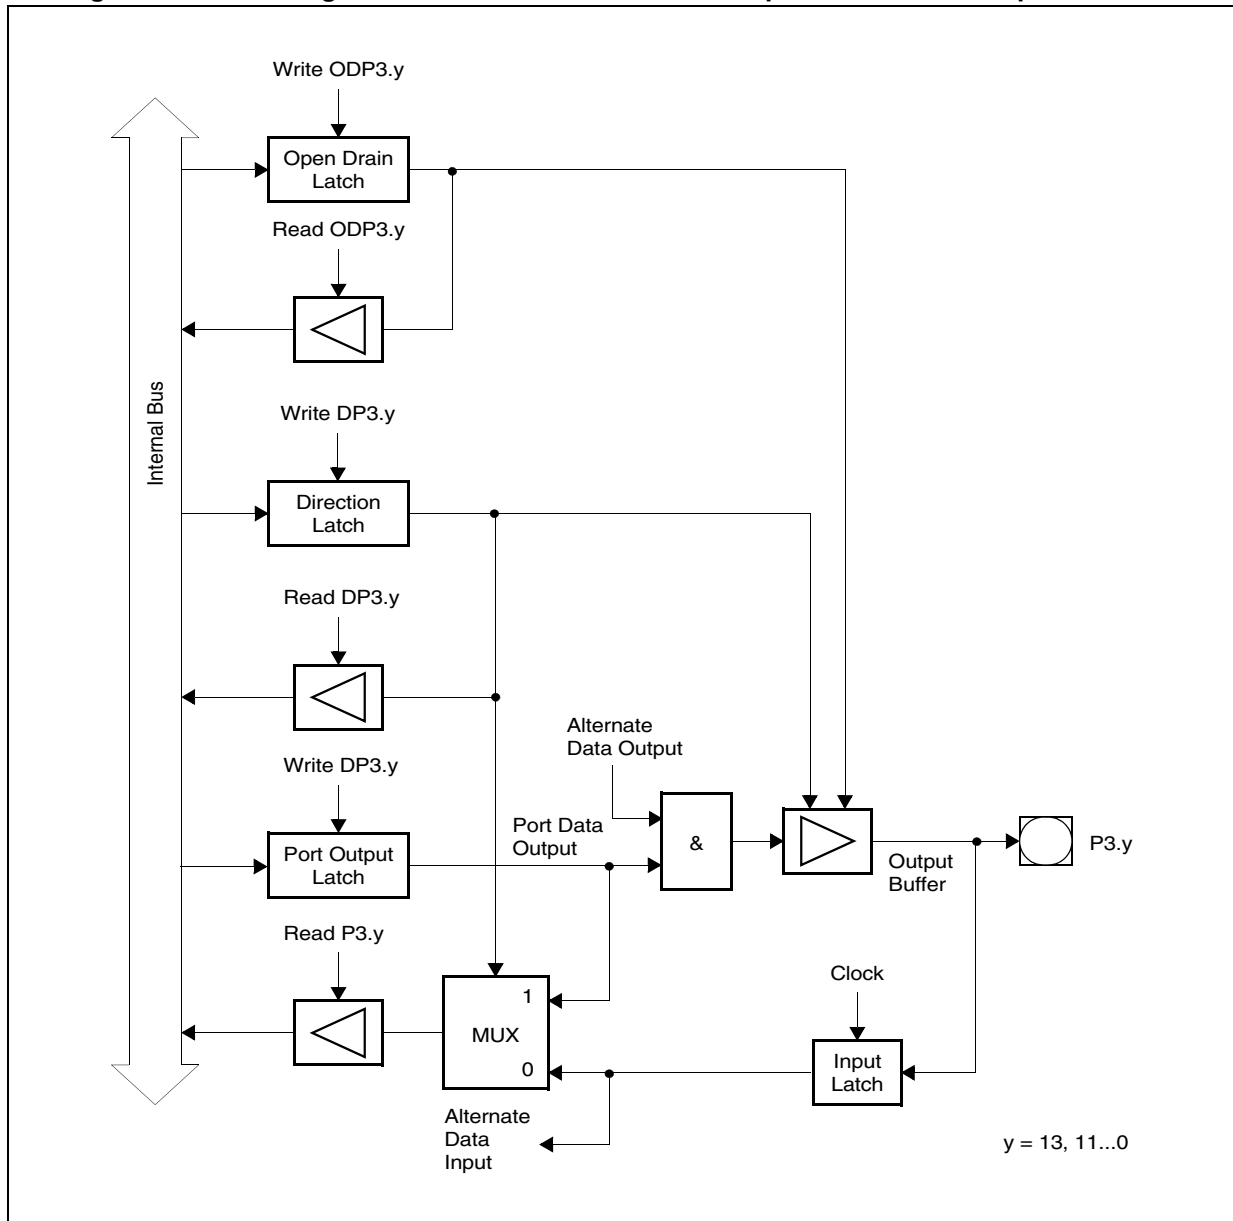 Write ODP3.y
Open Drain
Latch
Read ODP3.y
Internal Bus
Write DP3.y
Direction
Latch
Read DP3.y
Alternate
Data Output
Write DP3.y
Port Data
Output
&
Port Output
Latch
P3.y
Output
Buffer
Read P3.y
Clock
1
MUX
0
Input
Latch
Alternate
Data
Input
y = 13, 11...0